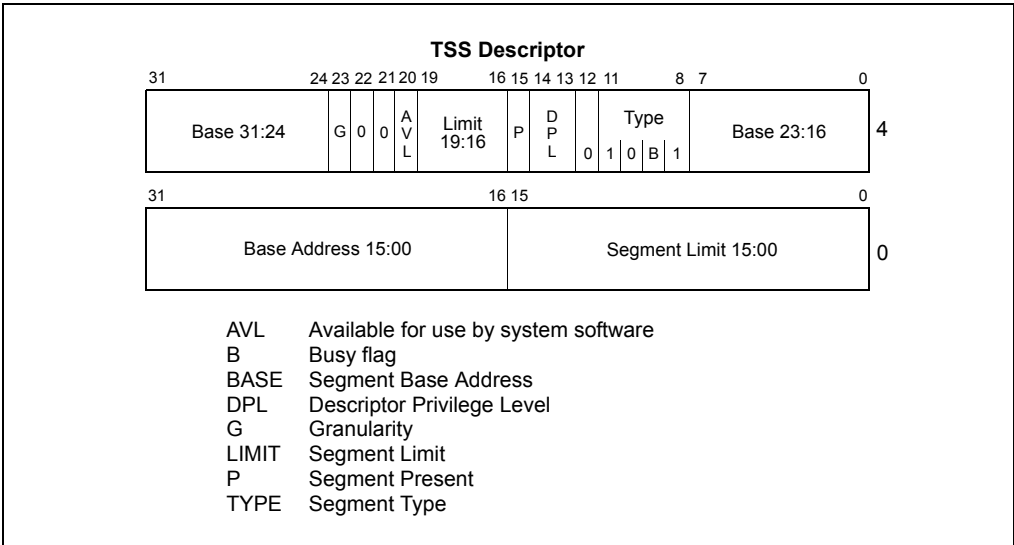 TSS Descriptor
31 24 23 22 21 20 19 16 15 14 13 12 11 8 7 0
Base 31:24 G 0 0 AVL Limit 19:16 P DPL 0 Type 1 0 B 1 Base 23:16 4
31 16 15 0
Base Address 15:00 Segment Limit 15:00 0
AVL Available for use by system software
B Busy flag
BASE Segment Base Address
DPL Descriptor Privilege Level
G Granularity
LIMIT Segment Limit
P Segment Present
TYPE Segment Type